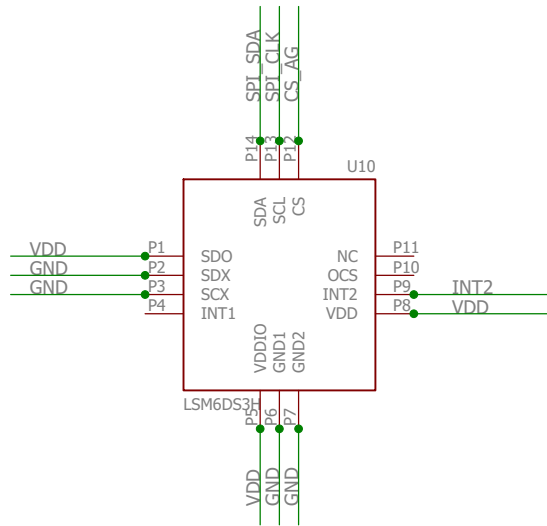 SPI_SDA
SPI_CLK
CS_AG
P14
P13
P12
U10
SDA
SCL
CS
VDD
P1
SDO
NC
P11
GND
P2
SDX
OCS
P10
GND
P3
SCX
INT2
P9
INT2
P4
INT1
VDD
P8
VDD
VDDIO
GND1
GND2
LSM6DS3H
P5
P6
P7
VDD
GND
GND